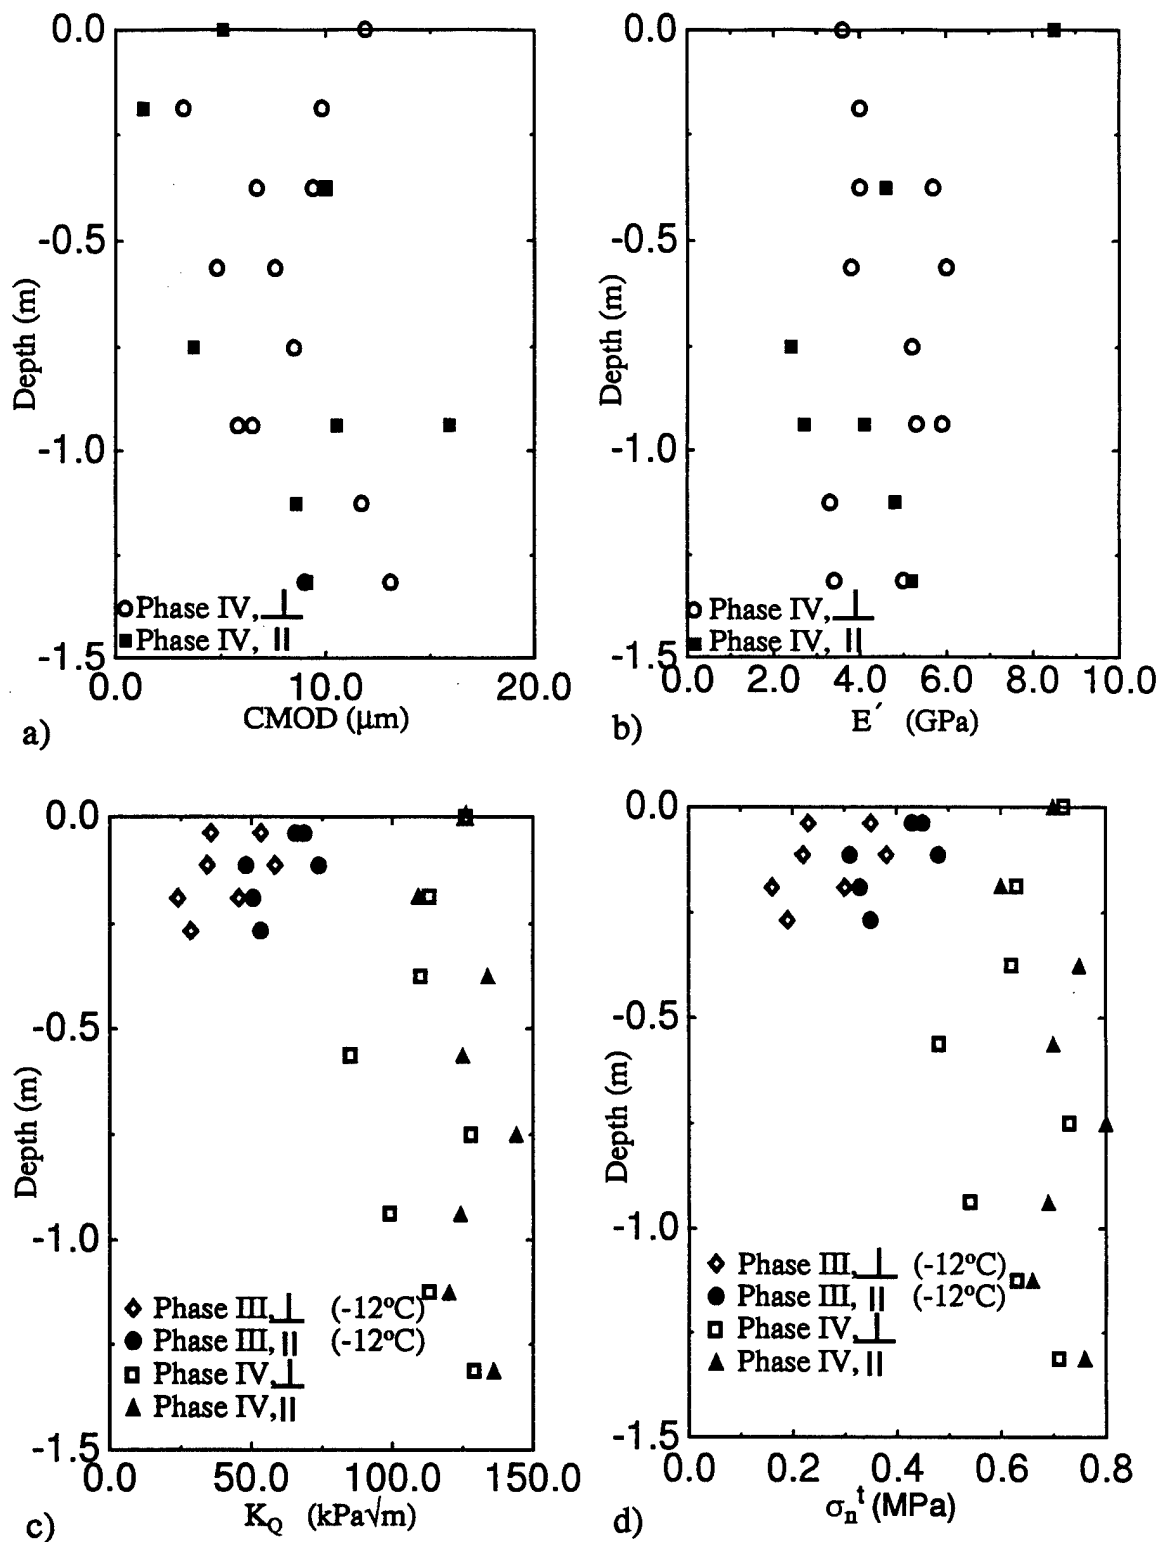 0.0
-0.5
-1.0
-1.5
Depth (m)
○ Phase IV, ⊥
■ Phase IV, ||
0.0 10.0 20.0
CMOD (μm)
a)
0.0
-0.5
-1.0
-1.5
Depth (m)
○ Phase IV, ⊥
■ Phase IV, ||
0.0 2.0 4.0 6.0 8.0 10.0
E´ (GPa)
b)
0.0
-0.5
-1.0
-1.5
Depth (m)
◇ Phase III, ⊥ (-12°C)
● Phase III, || (-12°C)
□ Phase IV, ⊥
▲ Phase IV, ||
0.0 50.0 100.0 150.0
K_Q (kPa√m)
c)
0.0
-0.5
-1.0
-1.5
Depth (m)
◇ Phase III, ⊥ (-12°C)
● Phase III, || (-12°C)
□ Phase IV, ⊥
▲ Phase IV, ||
0.0 0.2 0.4 0.6 0.8
σ_n^t (MPa)
d)